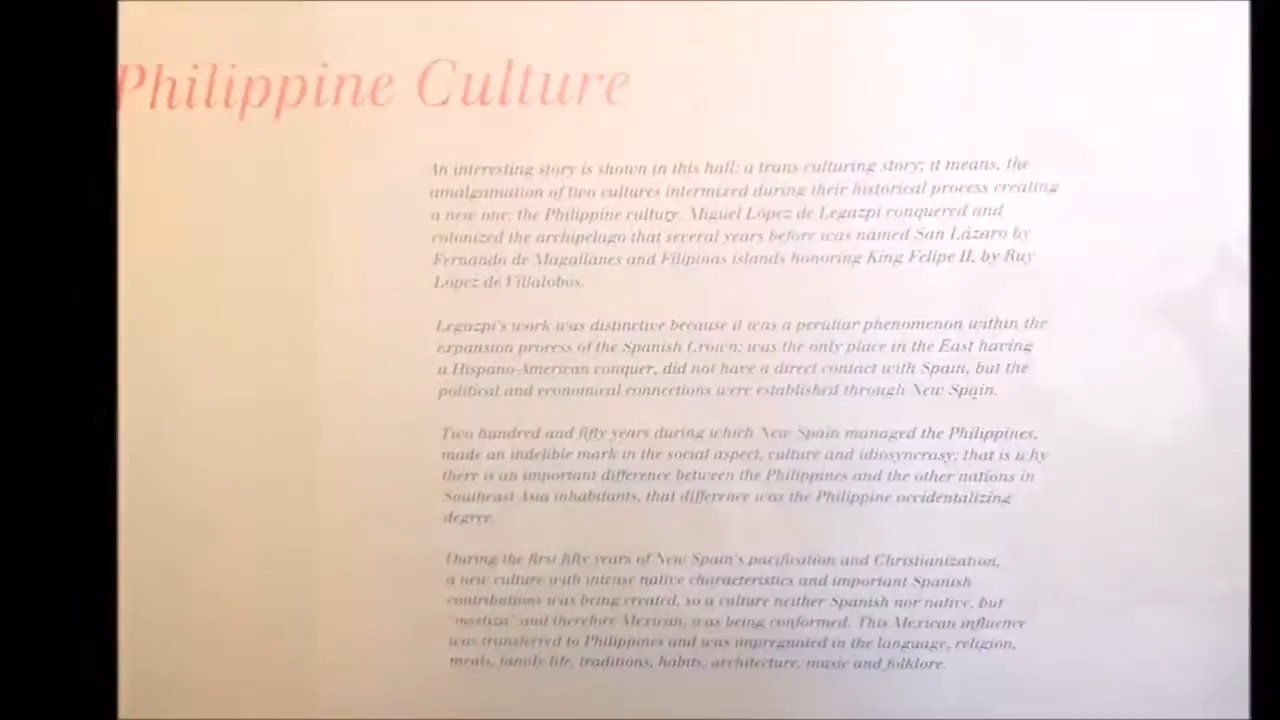 Philippine Culture
An interesting story is shown in this hall: a trans-culturing story; it means, the
amalgamation of two cultures intermixed during their historical process creating
a new one: the Philippine cultury. Miguel López de Legazpi conquered and
colonized the archipelago that several years before was named San Lázaro by
Fernando de Magallanes and Filipinas islands honoring King Felipe II, by Ruy
López de Villalobos.
Legazpi's work was distinctive because it was a peculiar phenomenon within the
expansion process of the Spanish Crown; was the only place in the East having
a Hispano-American conquer, did not have a direct contact with Spain, but the
political and economical connections were established through New Spain.
Two hundred and fifty years during which New Spain managed the Philippines,
made an indelible mark in the social aspect, culture and idiosyncrasy; that is why
there is an important difference between the Philippines and the other nations in
Southeast Asia inhabitants, that difference was the Philippine occidentalizing
degree.
During the first fifty years of New Spain's pacification and Christianization,
a new culture with intense native characteristics and important Spanish
contributions was being created, so a culture neither Spanish nor native, but
"mestiza" and therefore Mexican, was being conformed. This Mexican influence
was transferred to Philippines and was impregnated in the language, religion,
meals, family life, traditions, habits, architecture, music and folklore.